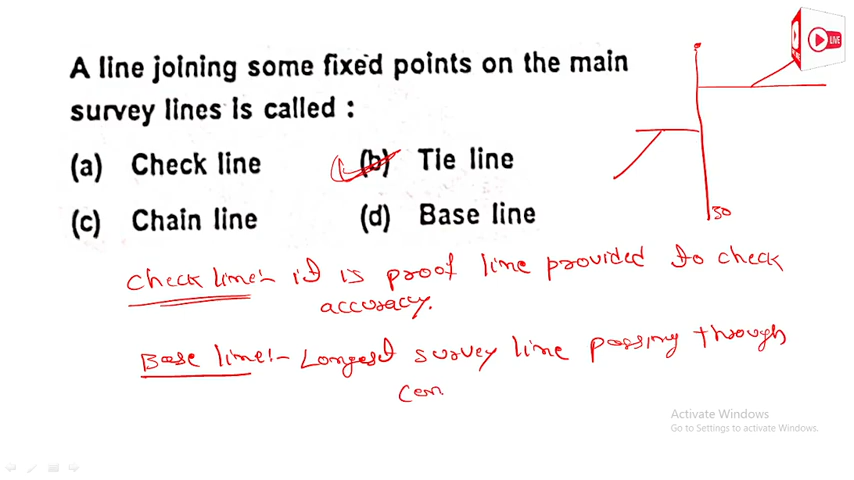 LIVE
A line joining some fixed points on the main
survey lines is called :
(a) Check line (b) Tie line
(c) Chain line (d) Base line
30
Check line:- it is proof line provided to check
accuracy.
Base line:- Longest survey line passing through
cen
Activate Windows
Go to Settings to activate Windows.